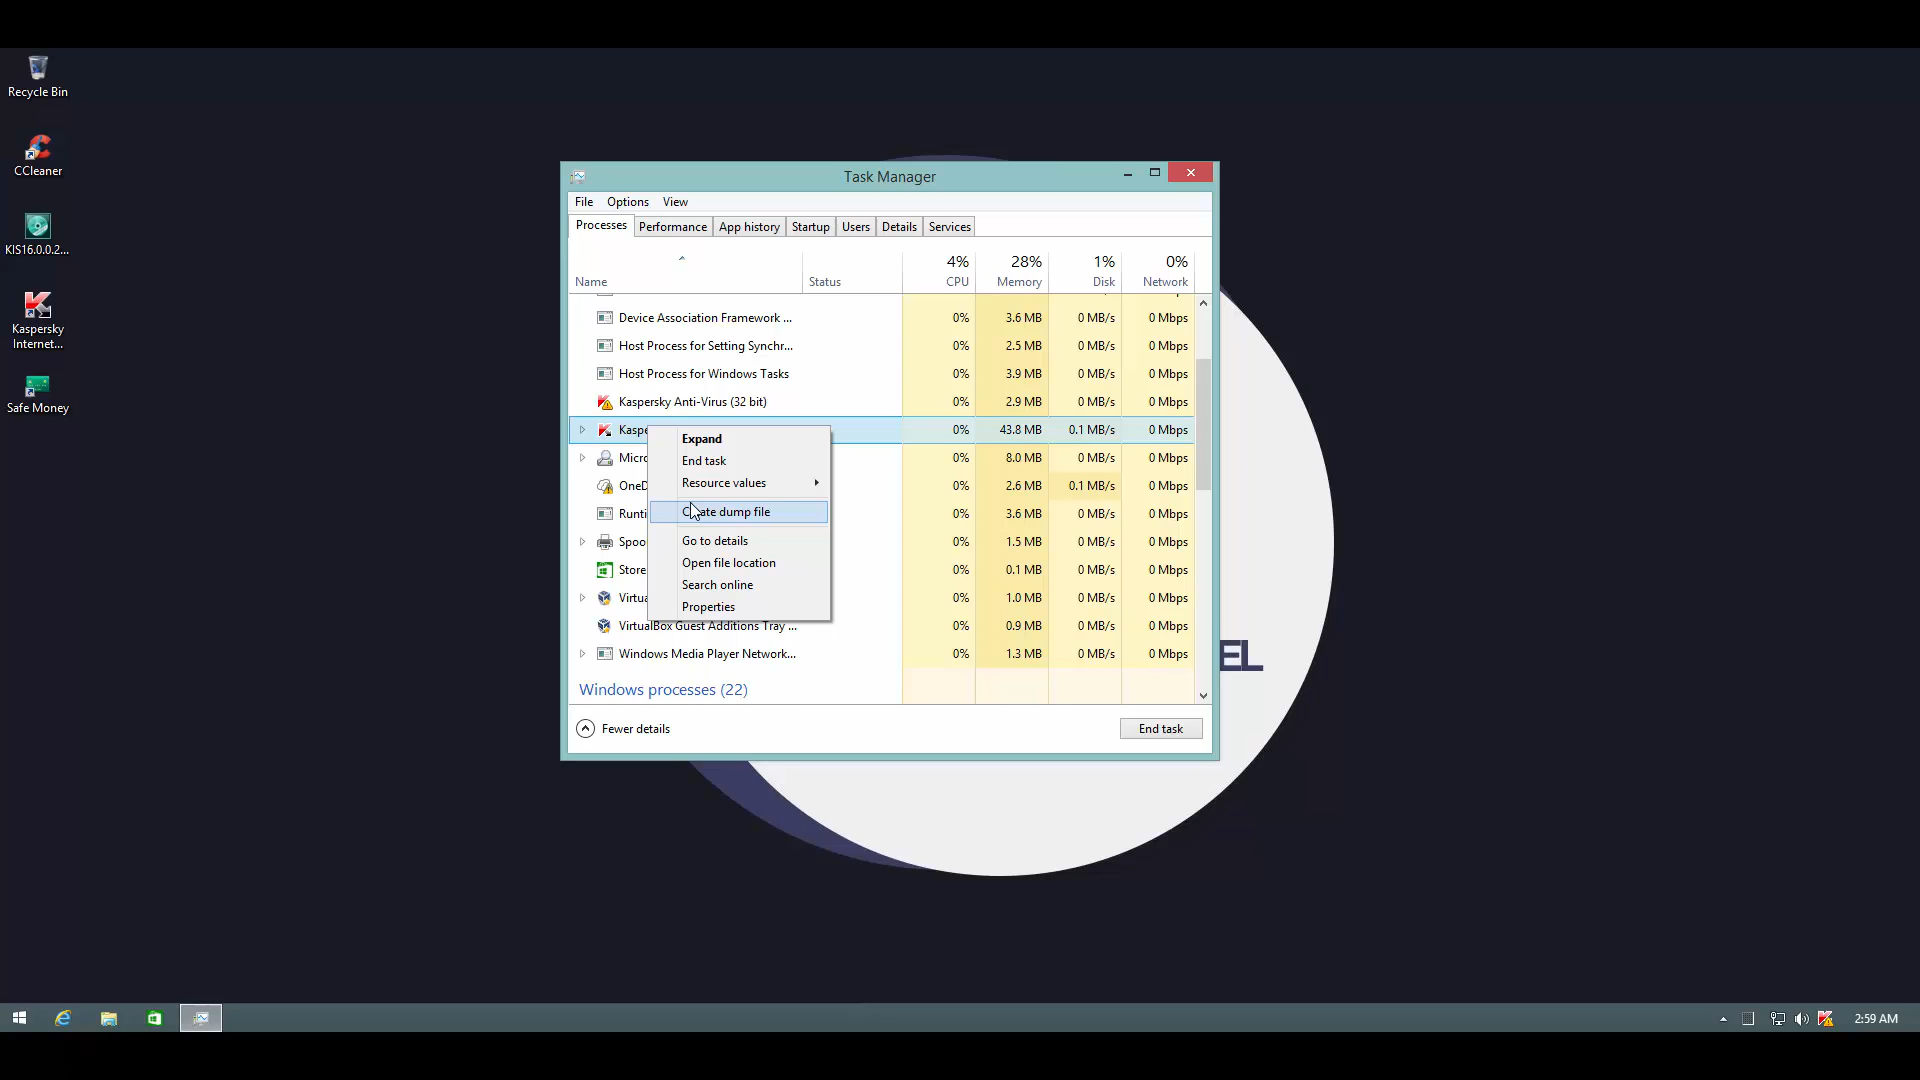 Recycle Bin
CCleaner
KIS16.0.0.2...
Kaspersky
Internet...
Safe Money
Task Manager
File Options View
Processes Performance App history Startup Users Details Services
4% 28% 1% 0%
Name Status CPU Memory Disk Network
Device Association Framework ... 0% 3.6 MB 0 MB/s 0 Mbps
Host Process for Setting Synchr... 0% 2.5 MB 0 MB/s 0 Mbps
Host Process for Windows Tasks 0% 3.9 MB 0 MB/s 0 Mbps
Kaspersky Anti-Virus (32 bit) 0% 2.9 MB 0 MB/s 0 Mbps
Kaspe 0% 43.8 MB 0.1 MB/s 0 Mbps
Micro 0% 8.0 MB 0 MB/s 0 Mbps
OneD 0% 2.6 MB 0.1 MB/s 0 Mbps
Runti 0% 3.6 MB 0 MB/s 0 Mbps
Spoo 0% 1.5 MB 0 MB/s 0 Mbps
Store 0% 0.1 MB 0 MB/s 0 Mbps
Virtua 0% 1.0 MB 0 MB/s 0 Mbps
VirtualBox Guest Additions Tray ... 0% 0.9 MB 0 MB/s 0 Mbps
Windows Media Player Network... 0% 1.3 MB 0 MB/s 0 Mbps
Windows processes (22)
Expand
End task
Resource values
Create dump file
Go to details
Open file location
Search online
Properties
Fewer details
End task
EL
2:59 AM